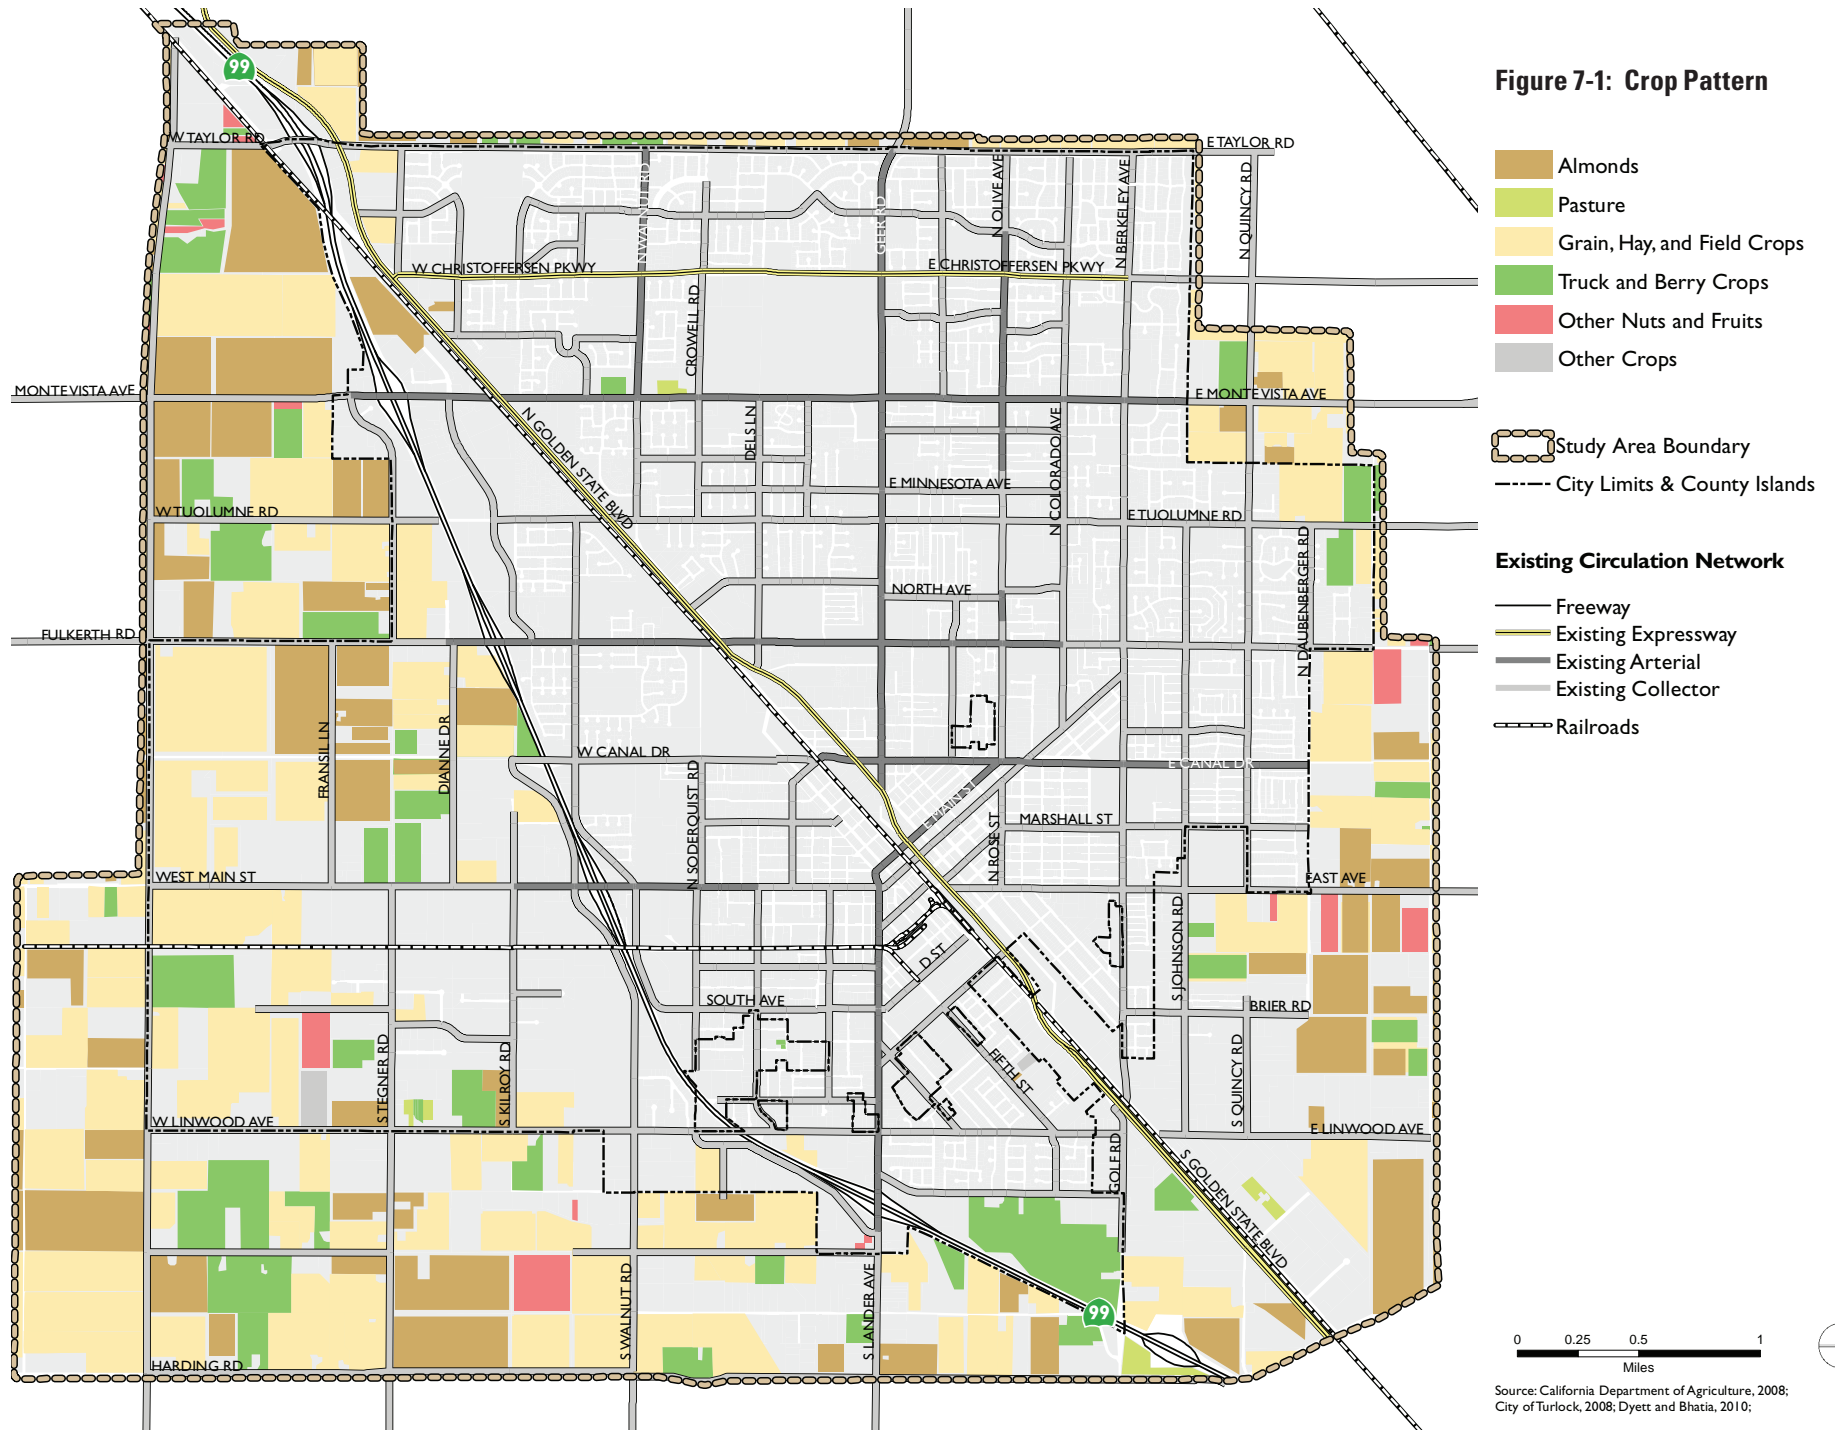 Figure 7-1: Crop Pattern
Almonds
Pasture
Grain, Hay, and Field Crops
Truck and Berry Crops
Other Nuts and Fruits
Other Crops
Study Area Boundary
City Limits & County Islands
Existing Circulation Network
Freeway
Existing Expressway
Existing Arterial
Existing Collector
Railroads
99
W TAYLOR RD
E TAYLOR RD
N WALNUT RD
GEER RD
N OLIVE AVE
N BERKELEY AVE
N QUINCY RD
W CHRISTOFFERSEN PKWY
E CHRISTOFFERSEN PKWY
CROWELL RD
MONTE VISTA AVE
E MONTE VISTA AVE
N GOLDEN STATE BLVD
DELS LN
N COLORADO AVE
E MINNESOTA AVE
W TUOLUMNE RD
E TUOLUMNE RD
N DAUBENBERGER RD
NORTH AVE
FULKERTH RD
FRANSIL LN
DIANNE DR
W CANAL DR
E CANAL DR
N SODERQUIST RD
E MAIN ST
N ROSE ST
MARSHALL ST
WEST MAIN ST
EAST AVE
D ST
S JOHNSON RD
SOUTH AVE
BRIER RD
S TEGNER RD
S KILROY RD
FIFTH ST
S QUINCY RD
W LINWOOD AVE
E LINWOOD AVE
GOLF RD
S GOLDEN STATE BLVD
S WALNUT RD
S LANDER AVE
99
HARDING RD
0 0.25 0.5 1
Miles
Source: California Department of Agriculture, 2008;
City of Turlock, 2008; Dyett and Bhatia, 2010;